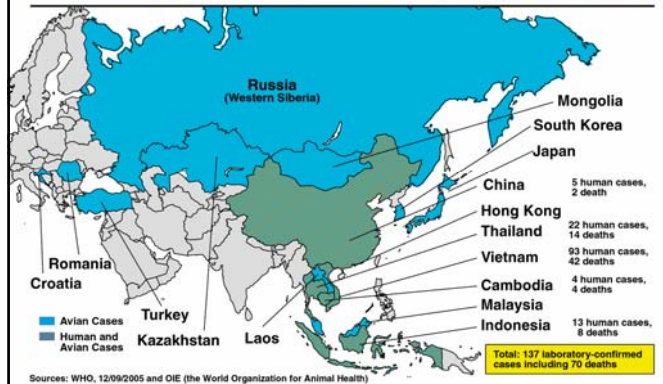 Russia
(Western Siberia)
Mongolia
South Korea
Japan
China
5 human cases,
2 death
Hong Kong
Thailand
22 human cases,
14 deaths
Vietnam
93 human cases,
42 deaths
Cambodia
4 human cases,
4 deaths
Malaysia
Indonesia
13 human cases,
8 deaths
Romania
Croatia
Turkey
Kazakhstan
Laos
Avian Cases
Human and
Avian Cases
Total: 137 laboratory-confirmed
cases including 70 deaths
Sources: WHO, 12/09/2005 and OIE (the World Organization for Animal Health)